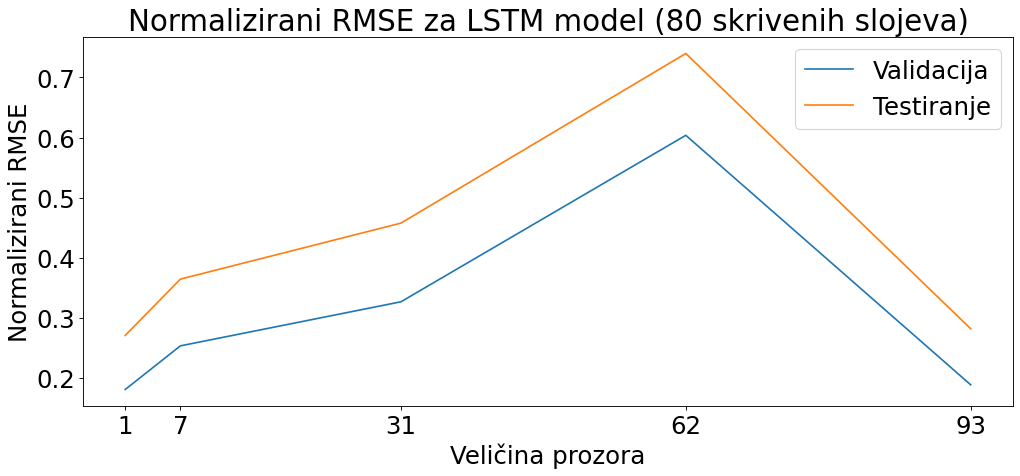 Normalizirani RMSE za LSTM model (80 skrivenih slojeva)
Normalizirani RMSE
0.7
0.6
0.5
0.4
0.3
0.2
Validacija
Testiranje
1 7 31 62 93
Veličina prozora